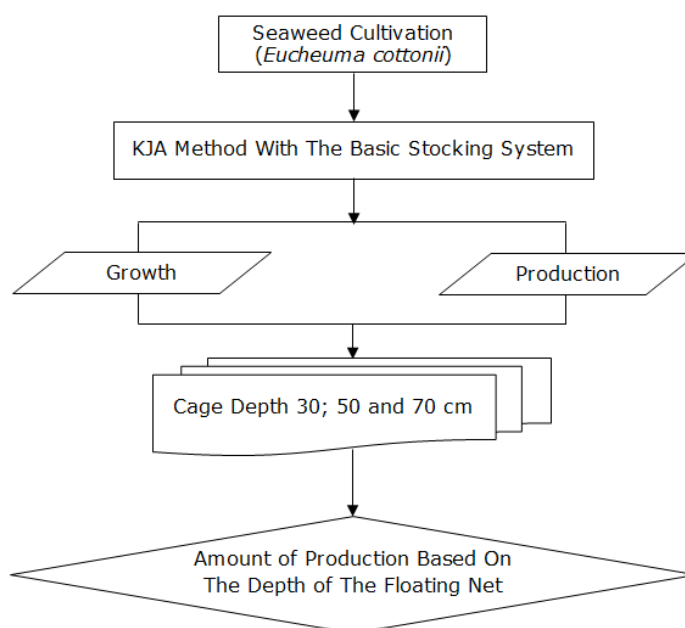 Seaweed Cultivation
(Eucheuma cottonii)
KJA Method With The Basic Stocking System
Growth
Production
Cage Depth 30; 50 and 70 cm
Amount of Production Based On
The Depth of The Floating Net